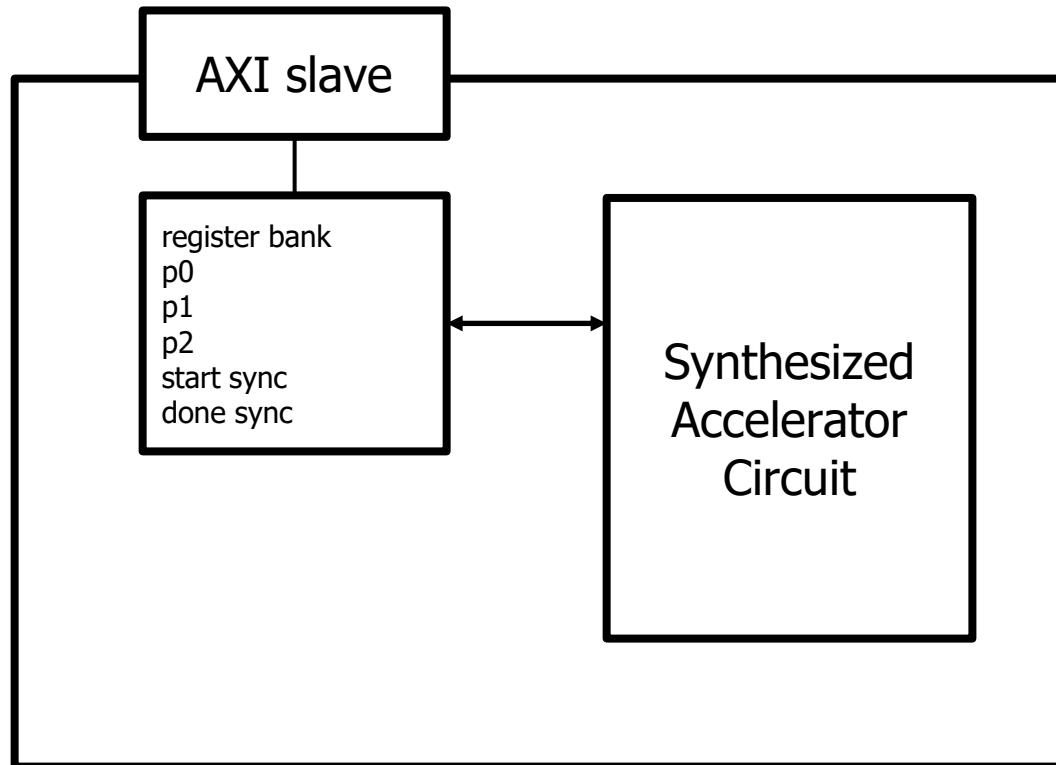 AXI slave
register bank
p0
p1
p2
start sync
done sync
Synthesized
Accelerator
Circuit